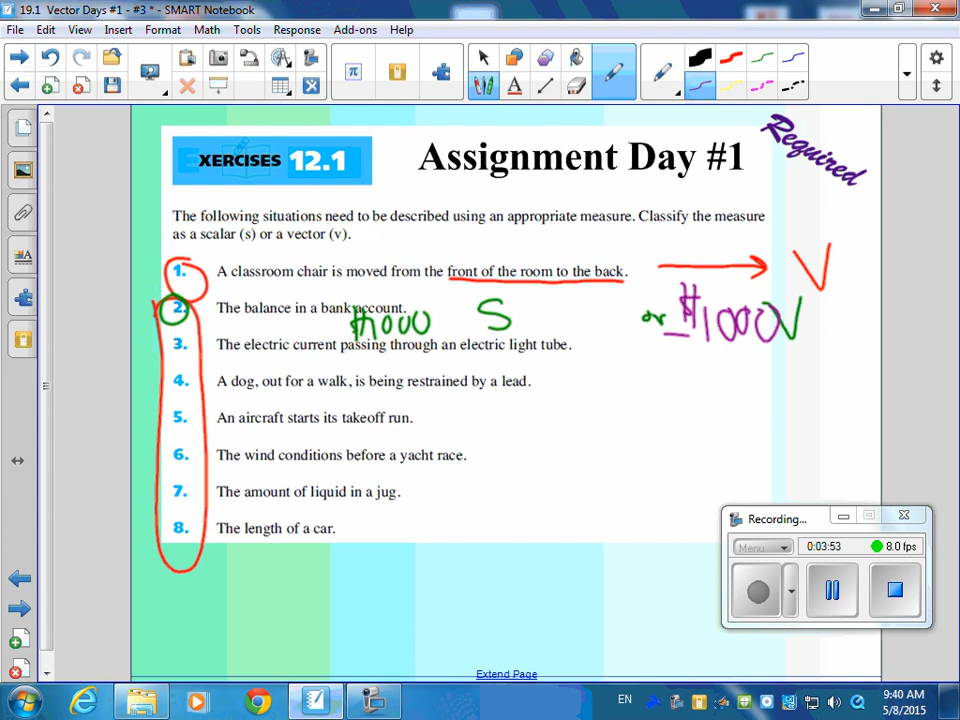 19.1 Vector Days #1 - #3 * - SMART Notebook
File Edit View Insert Format Math Tools Response Add-ons Help
EXERCISES 12.1
Assignment Day #1
Required
The following situations need to be described using an appropriate measure. Classify the measure
as a scalar (s) or a vector (v).
1. A classroom chair is moved from the front of the room to the back. V
2. The balance in a bank account.
$1000 S or -$1000 V
3. The electric current passing through an electric light tube.
4. A dog, out for a walk, is being restrained by a lead.
5. An aircraft starts its takeoff run.
6. The wind conditions before a yacht race.
7. The amount of liquid in a jug.
8. The length of a car.
Recording...
Menu 0:03:53 8.0 fps
Extend Page
EN
9:40 AM
5/8/2015